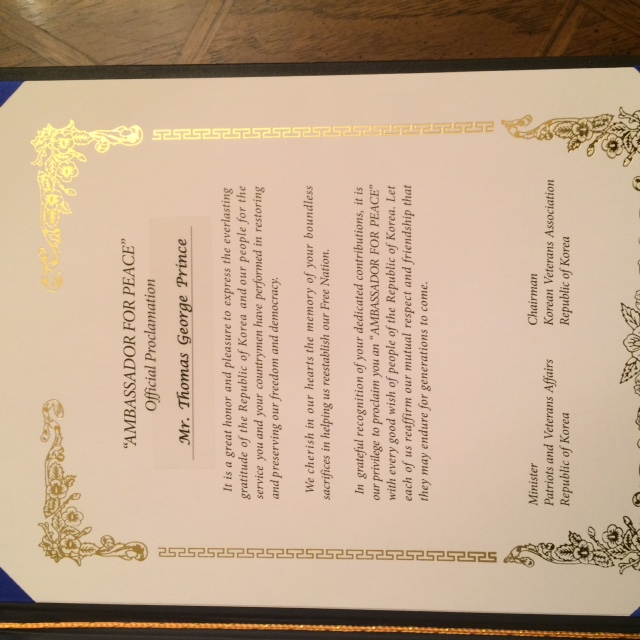 "AMBASSADOR FOR PEACE"
Official Proclamation
Mr. Thomas George Prince
It is a great honor and pleasure to express the everlasting
gratitude of the Republic of Korea and our people for the
service you and your countrymen have performed in restoring
and preserving our freedom and democracy.
We cherish in our hearts the memory of your boundless
sacrifices in helping us reestablish our Free Nation.
In grateful recognition of your dedicated contributions, it is
our privilege to proclaim you an "AMBASSADOR FOR PEACE"
with every good wish of people of the Republic of Korea. Let
each of us reaffirm our mutual respect and friendship that
they may endure for generations to come.
Minister
Patriots and Veterans Affairs
Republic of Korea
Chairman
Korean Veterans Association
Republic of Korea